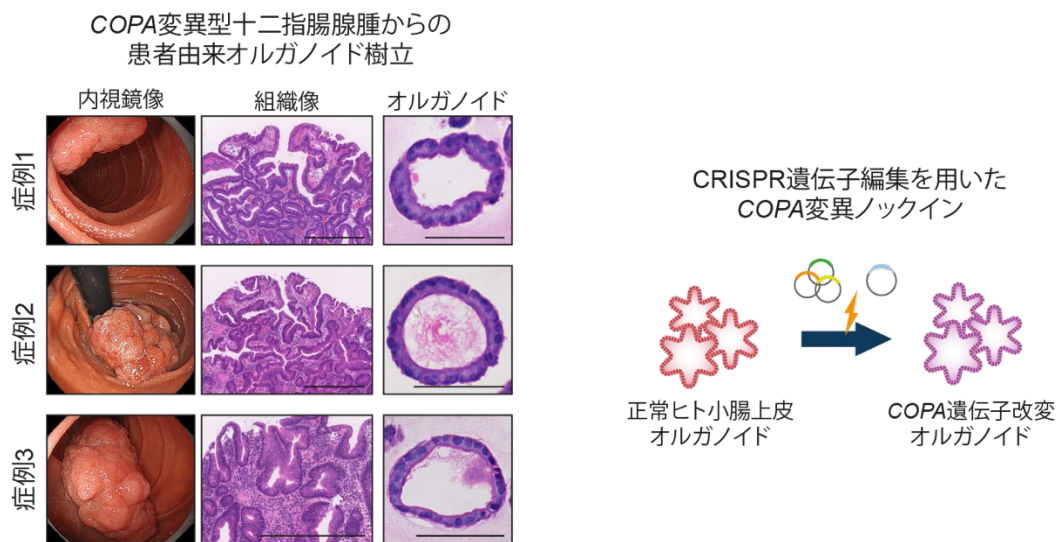 COPA変異型十二指腸腺腫からの
患者由来オルガノイド樹立
内視鏡像
組織像
オルガノイド
症例1
症例2
症例3
CRISPR遺伝子編集を用いた
COPA変異ノックイン
正常ヒト小腸上皮
オルガノイド
COPA遺伝子改変
オルガノイド